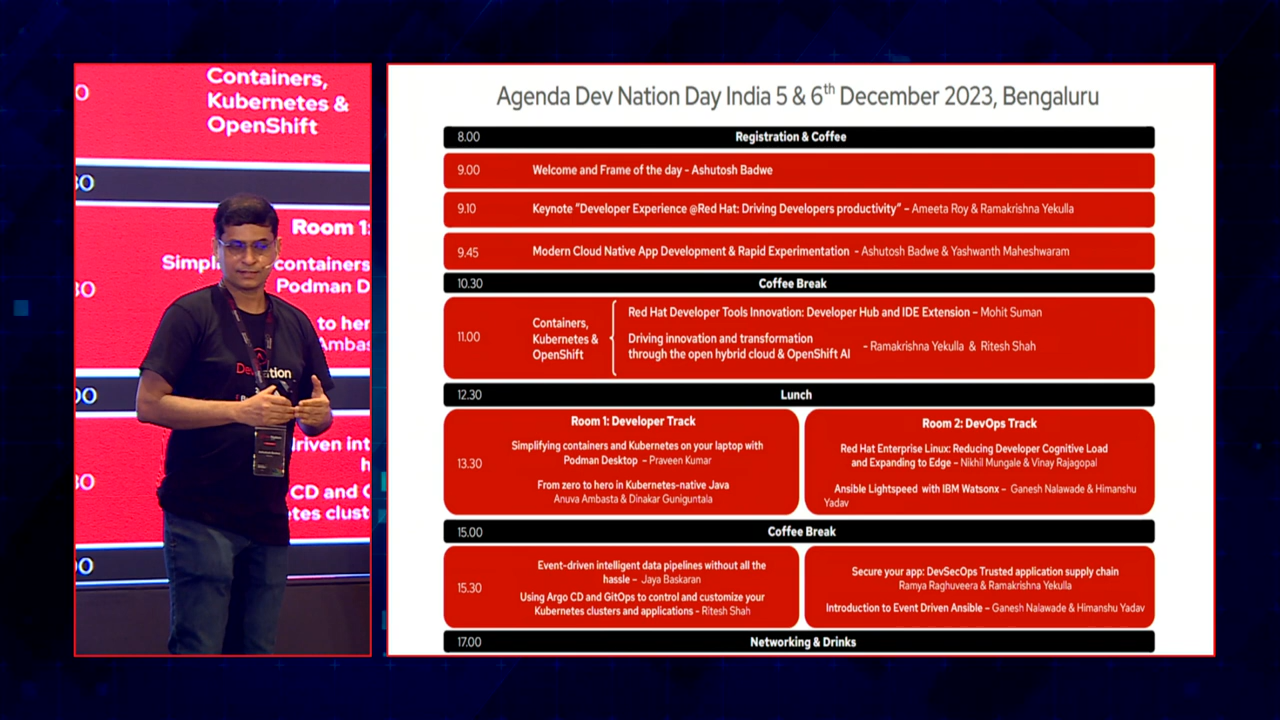 Containers,
Kubernetes &
OpenShift
Room 1:
containers
Podman D
to her
Ambas
riven int
CD and
etes clust
Agenda Dev Nation Day India 5 & 6th December 2023, Bengaluru
8.00 Registration & Coffee
9.00 Welcome and Frame of the day - Ashutosh Badwe
9.10 Keynote "Developer Experience @Red Hat: Driving Developers productivity" – Ameeta Roy & Ramakrishna Yekulla
9.45 Modern Cloud Native App Development & Rapid Experimentation - Ashutosh Badwe & Yashwanth Maheshwaram
10.30 Coffee Break
11.00
Containers,
Kubernetes &
OpenShift
Red Hat Developer Tools Innovation: Developer Hub and IDE Extension – Mohit Suman
Driving innovation and transformation
through the open hybrid cloud & OpenShift AI
- Ramakrishna Yekulla & Ritesh Shah
12.30 Lunch
13.30
Room 1: Developer Track
Simplifying containers and Kubernetes on your laptop with
Podman Desktop – Praveen Kumar
From zero to hero in Kubernetes-native Java
Anuva Ambasta & Dinakar Guniguntala
Room 2: DevOps Track
Red Hat Enterprise Linux: Reducing Developer Cognitive Load
and Expanding to Edge – Nikhil Mungale & Vinay Rajagopal
Ansible Lightspeed with IBM Watsonx – Ganesh Nalawade & Himanshu
Yadav
15.00 Coffee Break
15.30
Event-driven intelligent data pipelines without all the
hassle – Jaya Baskaran
Using Argo CD and GitOps to control and customize your
Kubernetes clusters and applications - Ritesh Shah
Secure your app: DevSecOps Trusted application supply chain
Ramya Raghuveera & Ramakrishna Yekulla
Introduction to Event Driven Ansible – Ganesh Nalawade & Himanshu Yadav
17.00 Networking & Drinks